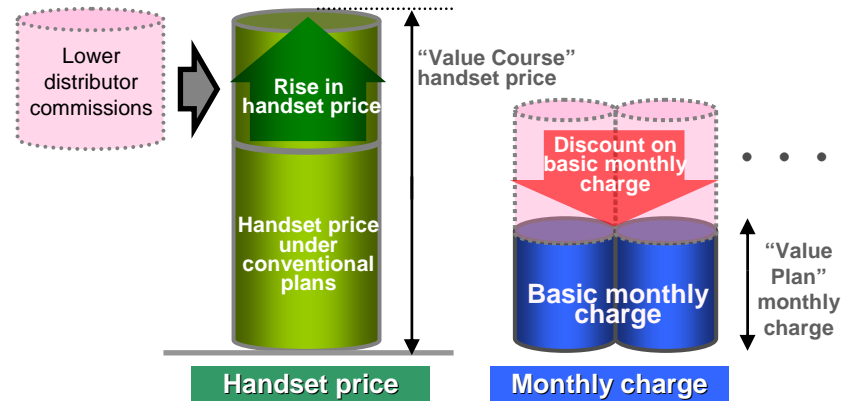 Lower
distributor
commissions
Rise in
handset price
“Value Course”
handset price
Handset price
under
conventional
plans
Discount on
basic monthly
charge
Basic monthly
charge
“Value
Plan”
monthly
charge
Handset price
Monthly charge